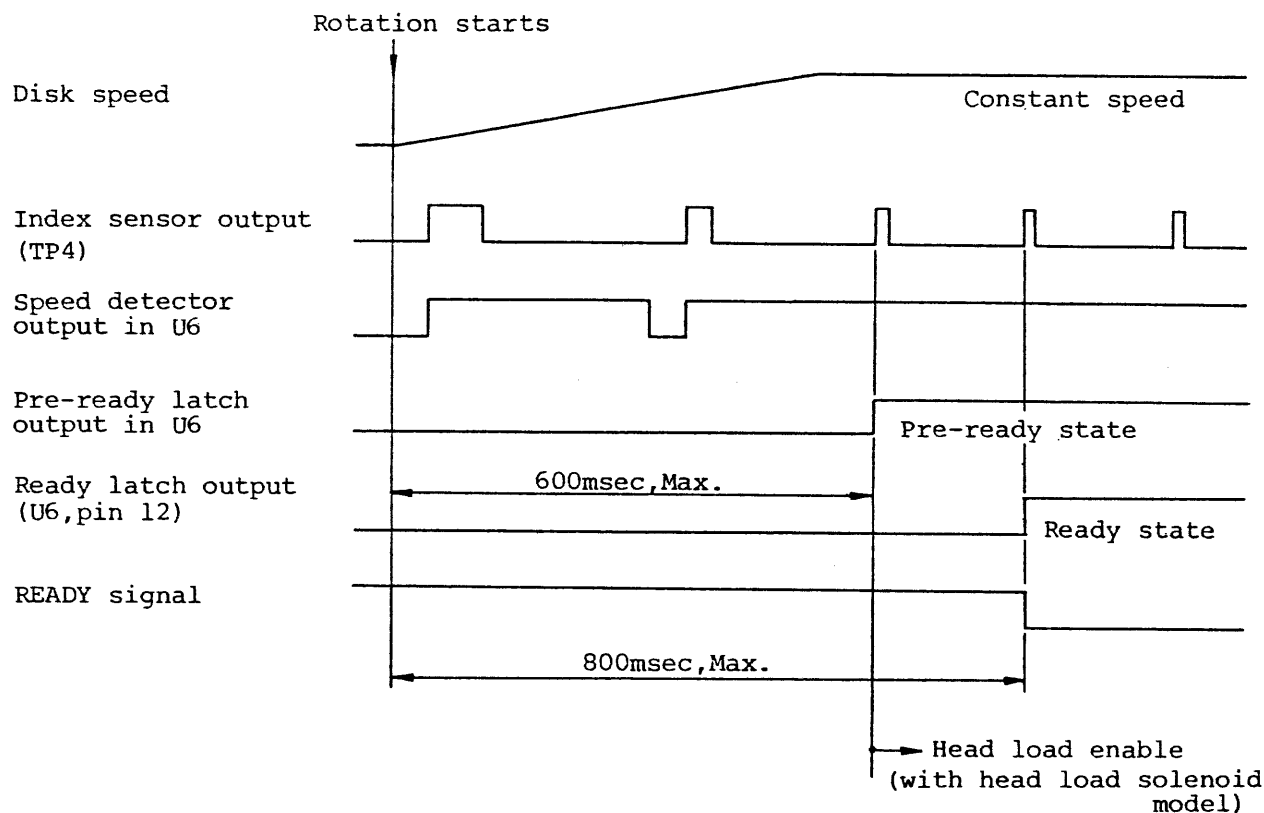 Rotation starts
Disk speed
Constant speed
Index sensor output
(TP4)
Speed detector
output in U6
Pre-ready latch
output in U6
Pre-ready state
600msec,Max.
Ready latch output
(U6,pin 12)
Ready state
READY signal
800msec,Max.
Head load enable
(with head load solenoid
model)